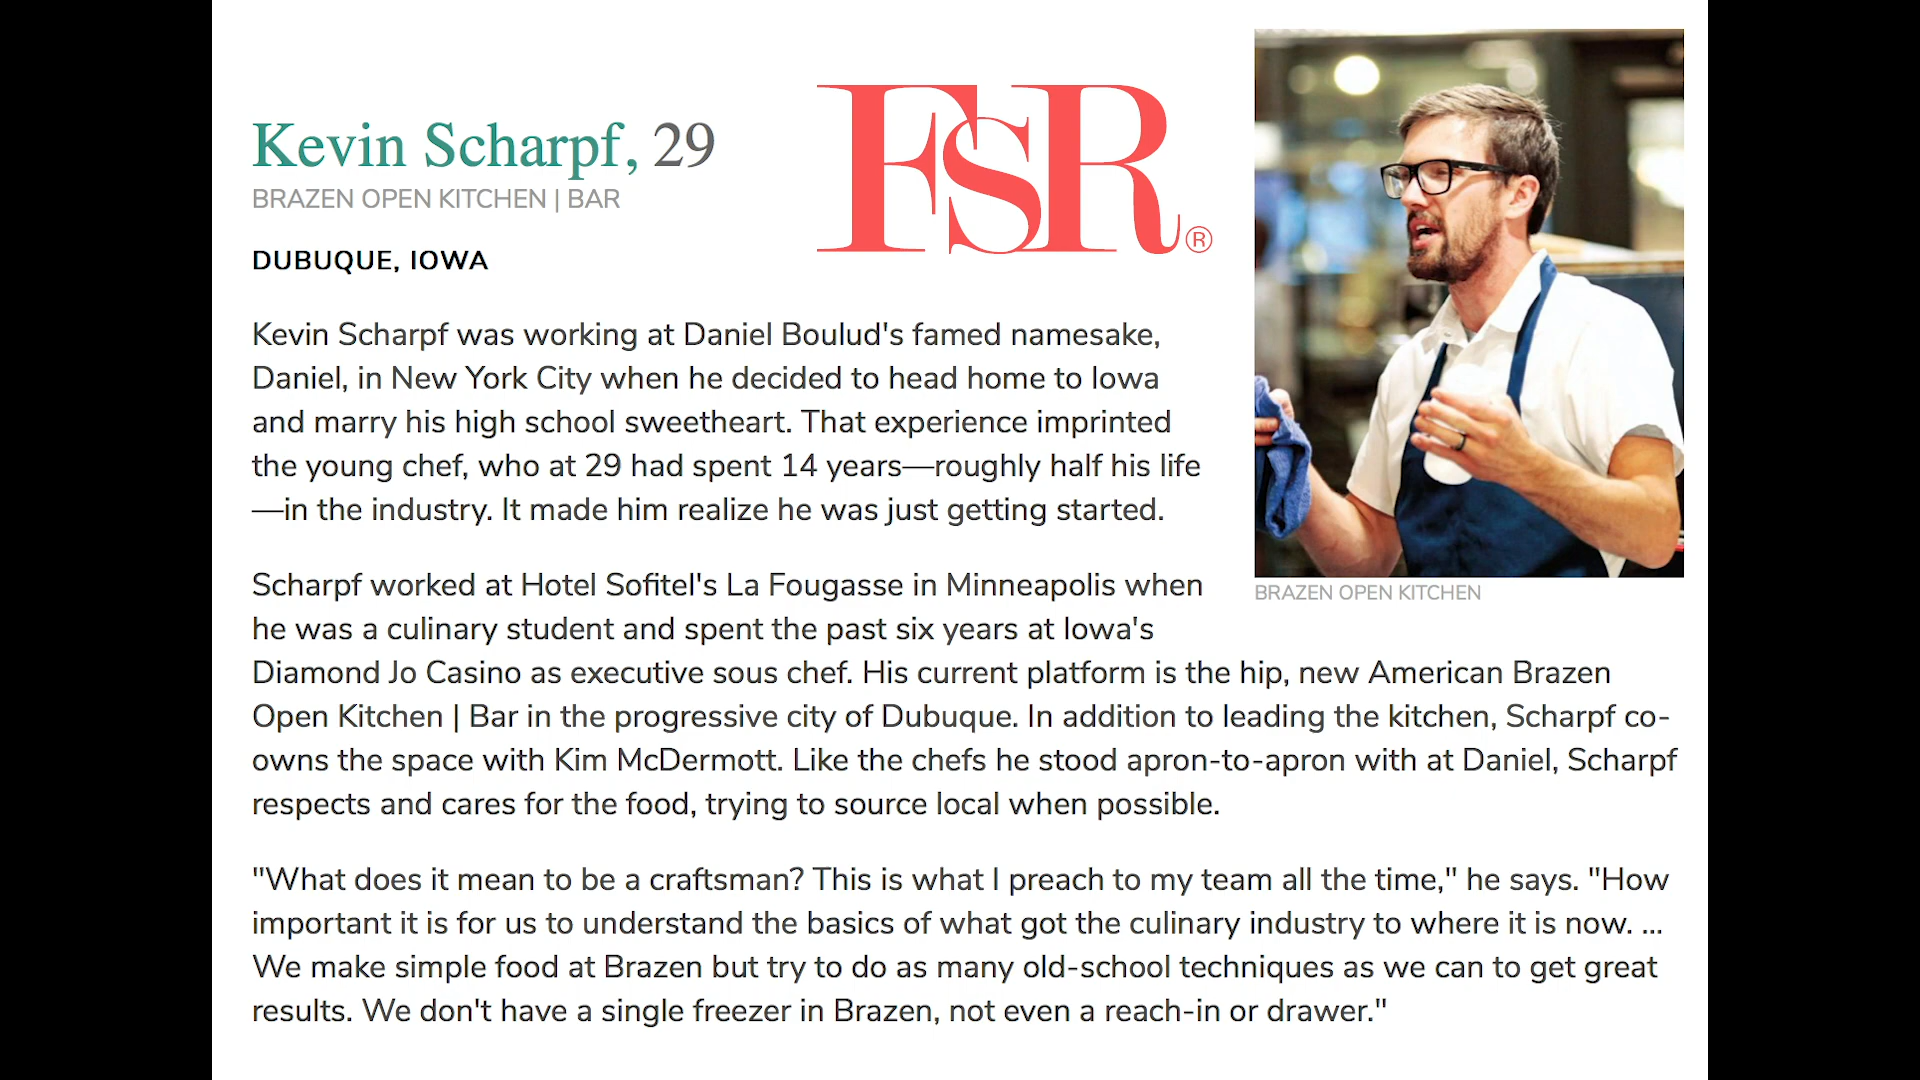 Kevin Scharpf, 29
BRAZEN OPEN KITCHEN | BAR
DUBUQUE, IOWA
FSR®
Kevin Scharpf was working at Daniel Boulud's famed namesake,
Daniel, in New York City when he decided to head home to Iowa
and marry his high school sweetheart. That experience imprinted
the young chef, who at 29 had spent 14 years—roughly half his life
—in the industry. It made him realize he was just getting started.
BRAZEN OPEN KITCHEN
Scharpf worked at Hotel Sofitel's La Fougasse in Minneapolis when
he was a culinary student and spent the past six years at Iowa's
Diamond Jo Casino as executive sous chef. His current platform is the hip, new American Brazen
Open Kitchen | Bar in the progressive city of Dubuque. In addition to leading the kitchen, Scharpf co-
owns the space with Kim McDermott. Like the chefs he stood apron-to-apron with at Daniel, Scharpf
respects and cares for the food, trying to source local when possible.
"What does it mean to be a craftsman? This is what I preach to my team all the time," he says. "How
important it is for us to understand the basics of what got the culinary industry to where it is now. ...
We make simple food at Brazen but try to do as many old-school techniques as we can to get great
results. We don't have a single freezer in Brazen, not even a reach-in or drawer."